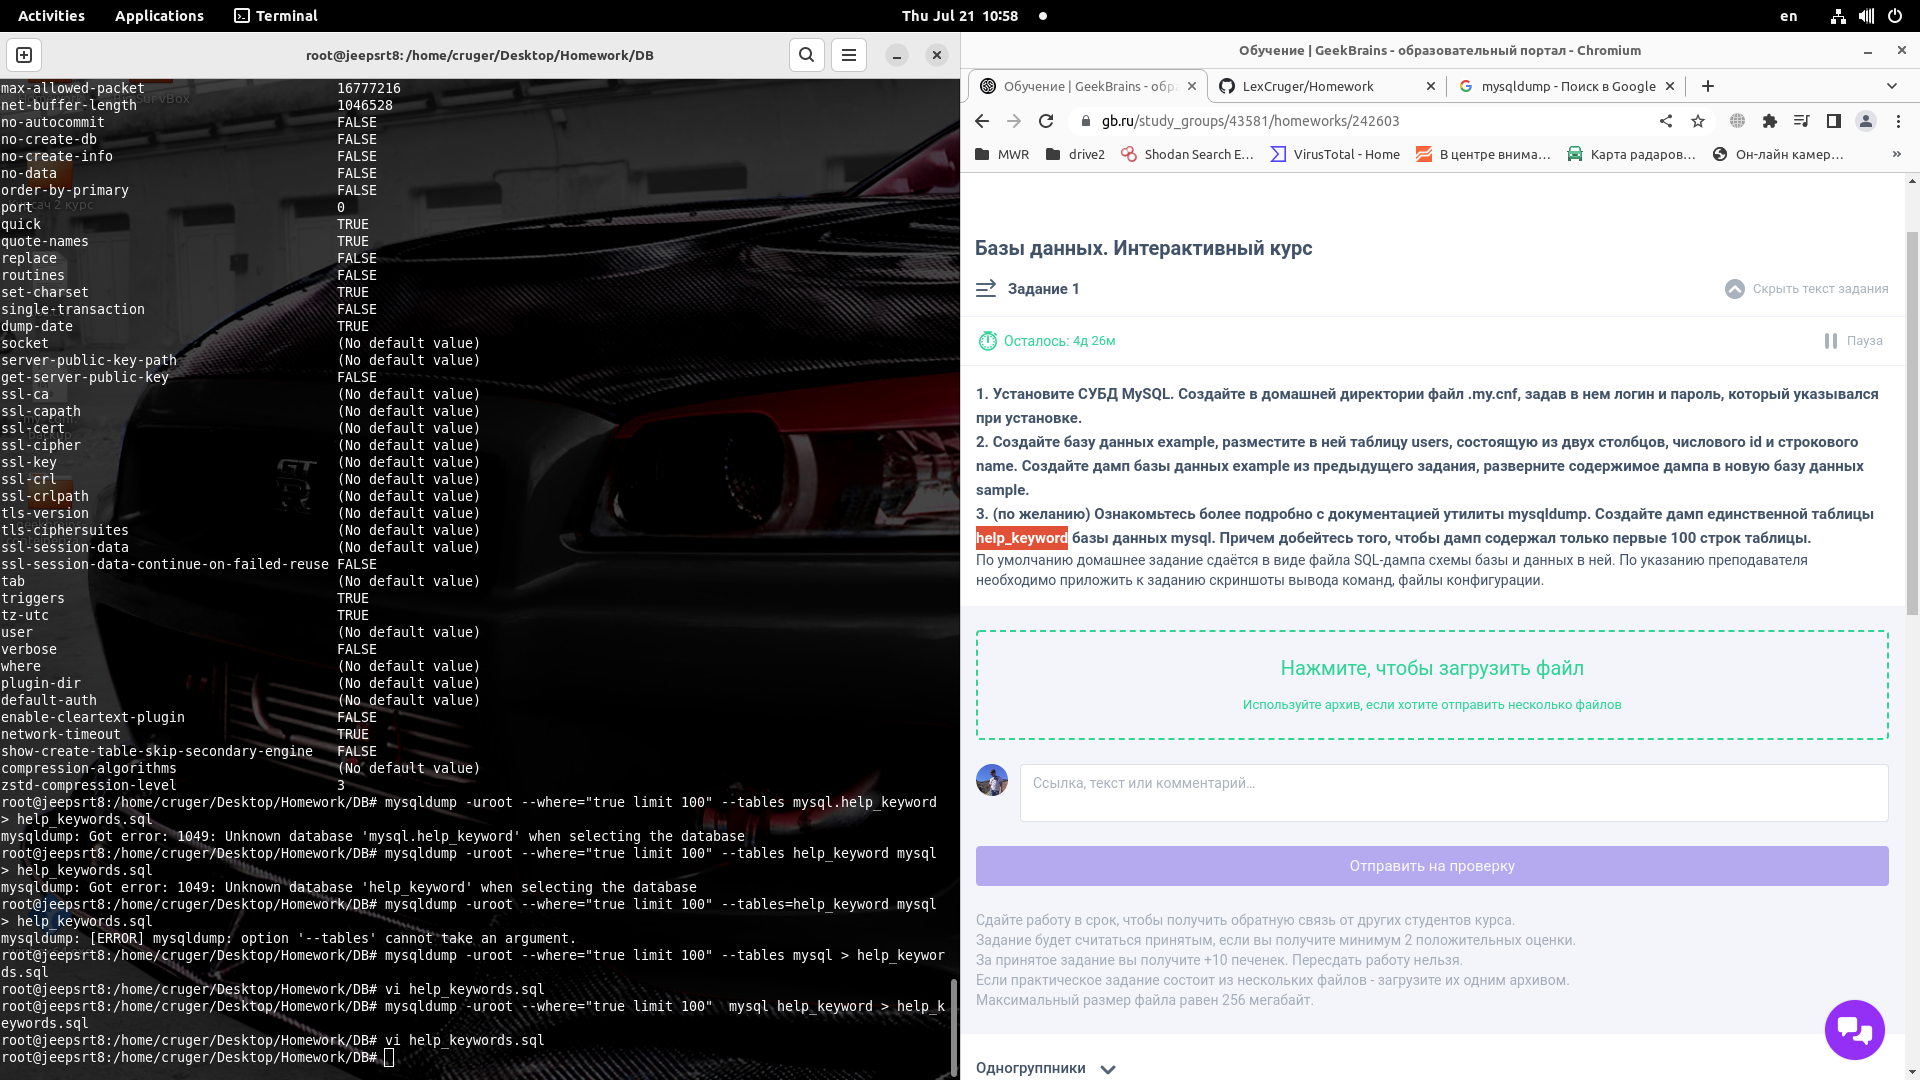 Activities
Applications
Terminal
Thu Jul 21 10:58
en
root@jeepsrt8: /home/cruger/Desktop/Homework/DB
max-allowed-packet 16777216
net-buffer-length 1046528
no-autocommit FALSE
no-create-db FALSE
no-create-info FALSE
no-data FALSE
order-by-primary FALSE
port 0
quick TRUE
quote-names TRUE
replace FALSE
routines FALSE
set-charset TRUE
single-transaction FALSE
dump-date TRUE
socket (No default value)
server-public-key-path (No default value)
get-server-public-key FALSE
ssl-ca (No default value)
ssl-capath (No default value)
ssl-cert (No default value)
ssl-cipher (No default value)
ssl-key (No default value)
ssl-crl (No default value)
ssl-crlpath (No default value)
tls-version (No default value)
tls-ciphersuites (No default value)
ssl-session-data (No default value)
ssl-session-data-continue-on-failed-reuse FALSE
tab (No default value)
triggers TRUE
tz-utc TRUE
user (No default value)
verbose FALSE
where (No default value)
plugin-dir (No default value)
default-auth (No default value)
enable-cleartext-plugin FALSE
network-timeout TRUE
show-create-table-skip-secondary-engine FALSE
compression-algorithms (No default value)
zstd-compression-level 3
root@jeepsrt8:/home/cruger/Desktop/Homework/DB# mysqldump -uroot --where="true limit 100" --tables mysql.help_keyword
> help_keywords.sql
mysqldump: Got error: 1049: Unknown database 'mysql.help_keyword' when selecting the database
root@jeepsrt8:/home/cruger/Desktop/Homework/DB# mysqldump -uroot --where="true limit 100" --tables help_keyword mysql
> help_keywords.sql
mysqldump: Got error: 1049: Unknown database 'help_keyword' when selecting the database
root@jeepsrt8:/home/cruger/Desktop/Homework/DB# mysqldump -uroot --where="true limit 100" --tables=help_keyword mysql
> help_keywords.sql
mysqldump: [ERROR] mysqldump: option '--tables' cannot take an argument.
root@jeepsrt8:/home/cruger/Desktop/Homework/DB# mysqldump -uroot --where="true limit 100" --tables mysql > help_keywor
ds.sql
root@jeepsrt8:/home/cruger/Desktop/Homework/DB# vi help_keywords.sql
root@jeepsrt8:/home/cruger/Desktop/Homework/DB# mysqldump -uroot --where="true limit 100"  mysql help_keyword > help_k
eywords.sql
root@jeepsrt8:/home/cruger/Desktop/Homework/DB# vi help_keywords.sql
root@jeepsrt8:/home/cruger/Desktop/Homework/DB#
Обучение | GeekBrains - образовательный портал - Chromium
Обучение | GeekBrains - обра
LexCruger/Homework
mysqldump - Поиск в Google
gb.ru/study_groups/43581/homeworks/242603
MWR
drive2
Shodan Search E...
VirusTotal - Home
В центре внима...
Карта радаров...
Он-лайн камер...
»
Базы данных. Интерактивный курс
Задание 1
Скрыть текст задания
Осталось: 4д 26м
Пауза
1. Установите СУБД MySQL. Создайте в домашней директории файл .my.cnf, задав в нем логин и пароль, который указывался
при установке.
2. Создайте базу данных example, разместите в ней таблицу users, состоящую из двух столбцов, числового id и строкового
name. Создайте дамп базы данных example из предыдущего задания, разверните содержимое дампа в новую базу данных
sample.
3. (по желанию) Ознакомьтесь более подробно с документацией утилиты mysqldump. Создайте дамп единственной таблицы
help_keyword базы данных mysql. Причем добейтесь того, чтобы дамп содержал только первые 100 строк таблицы.
По умолчанию домашнее задание сдаётся в виде файла SQL-дампа схемы базы и данных в ней. По указанию преподавателя
необходимо приложить к заданию скриншоты вывода команд, файлы конфигурации.
Нажмите, чтобы загрузить файл
Используйте архив, если хотите отправить несколько файлов
Ссылка, текст или комментарий...
Отправить на проверку
Сдайте работу в срок, чтобы получить обратную связь от других студентов курса.
Задание будет считаться принятым, если вы получите минимум 2 положительных оценки.
За принятое задание вы получите +10 печенек. Пересдать работу нельзя.
Если практическое задание состоит из нескольких файлов - загрузите их одним архивом.
Максимальный размер файла равен 256 мегабайт.
Одногруппники